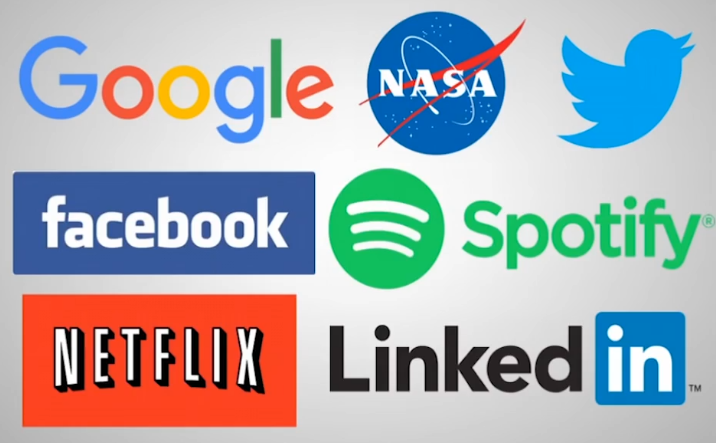 Google
NASA
facebook
Spotify®
NETFLIX
Linkedin™